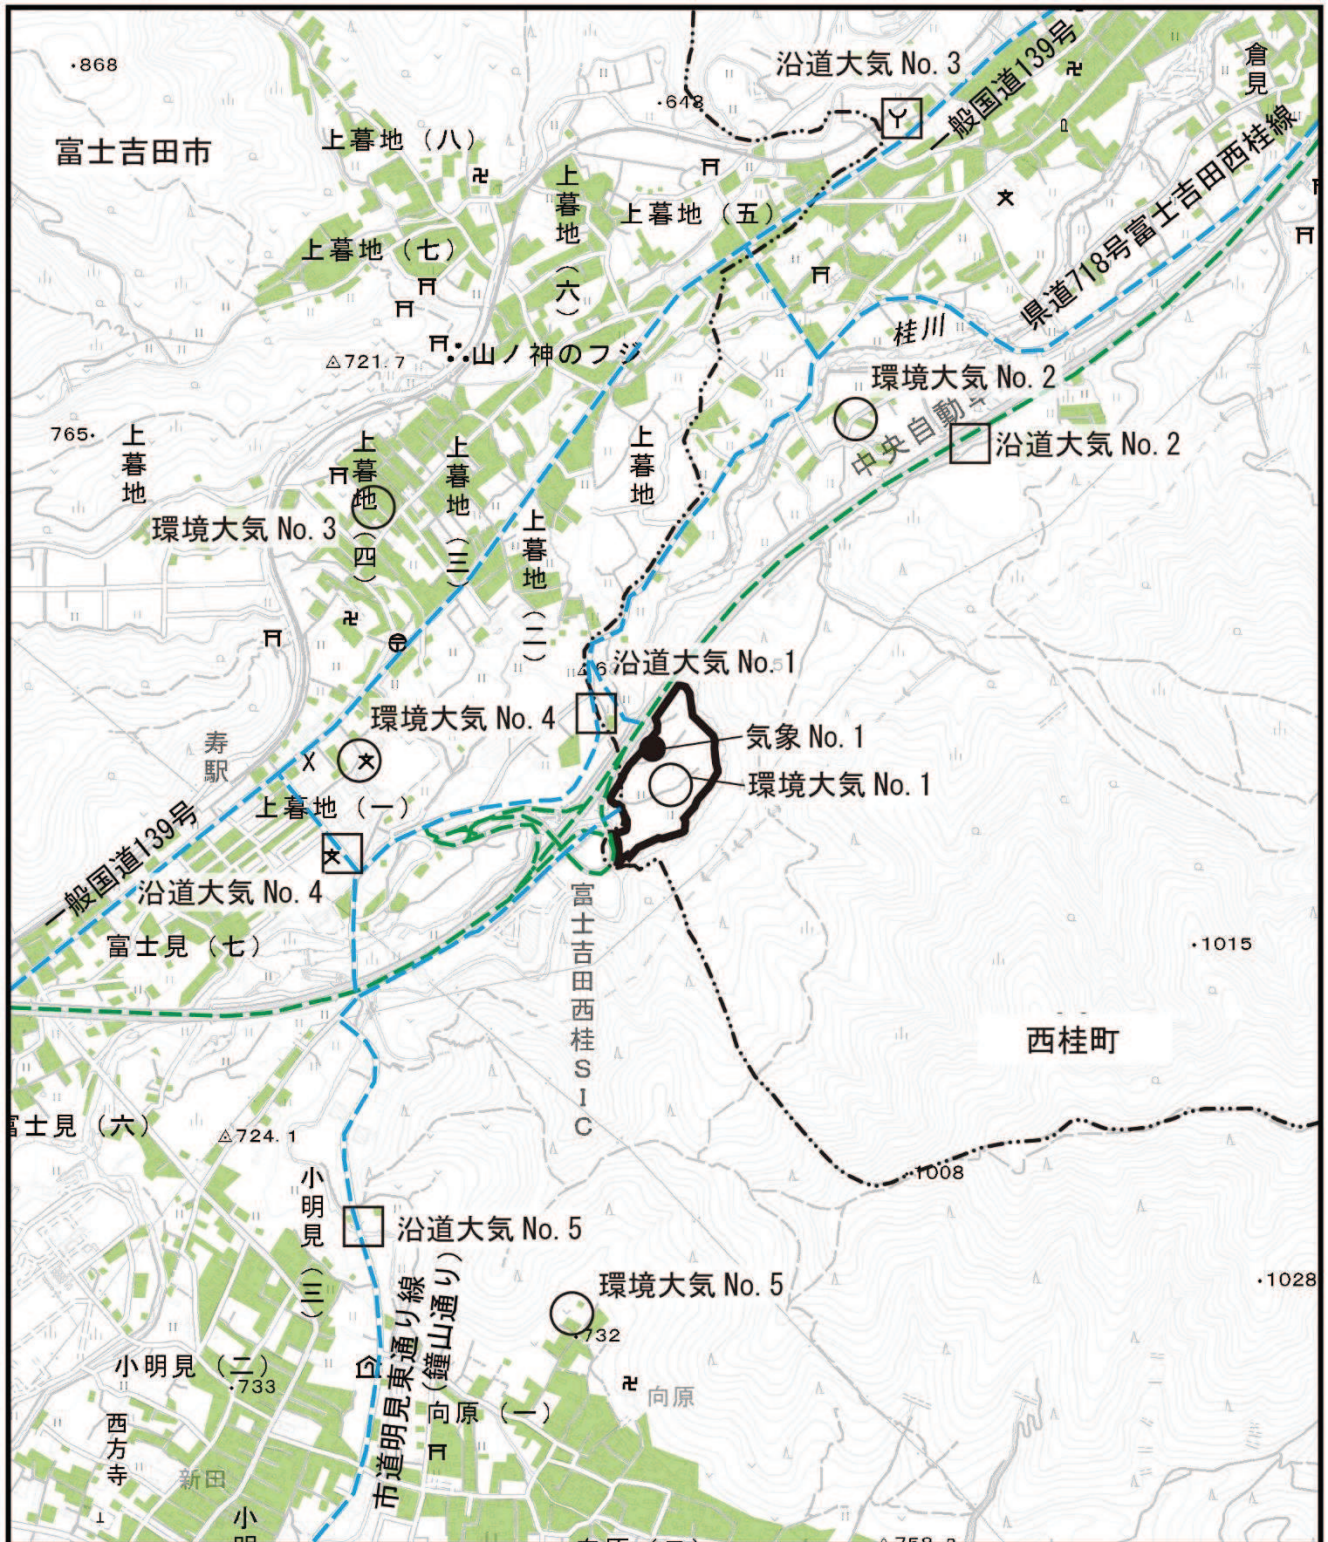 沿道大気 No. 3
一般国道139号
倉見
・868
・648
富士吉田市
上暮地（八）
上暮地（六）
上暮地（五）
上暮地（七）
県道718号富士吉田西桂線
桂川
山ノ神のフジ
△721.7
環境大気 No. 2
中央自動
沿道大気 No. 2
765・
上暮地
上暮地（四）
上暮地（三）
上暮地
環境大気 No. 3
上暮地（二）
沿道大気 No. 1
環境大気 No. 4
気象 No. 1
寿駅
環境大気 No. 1
上暮地（一）
一般国道139号
沿道大気 No. 4
富士見（七）
富士吉田西桂SIC
・1015
西桂町
富士見（六）
△724.1
・1008
小明見（三）
沿道大気 No. 5
環境大気 No. 5
・1028
・732
市道明見東通り線
（鐘山通り）
小明見（二）
・733
向原
向原（一）
西方寺
新田
小明